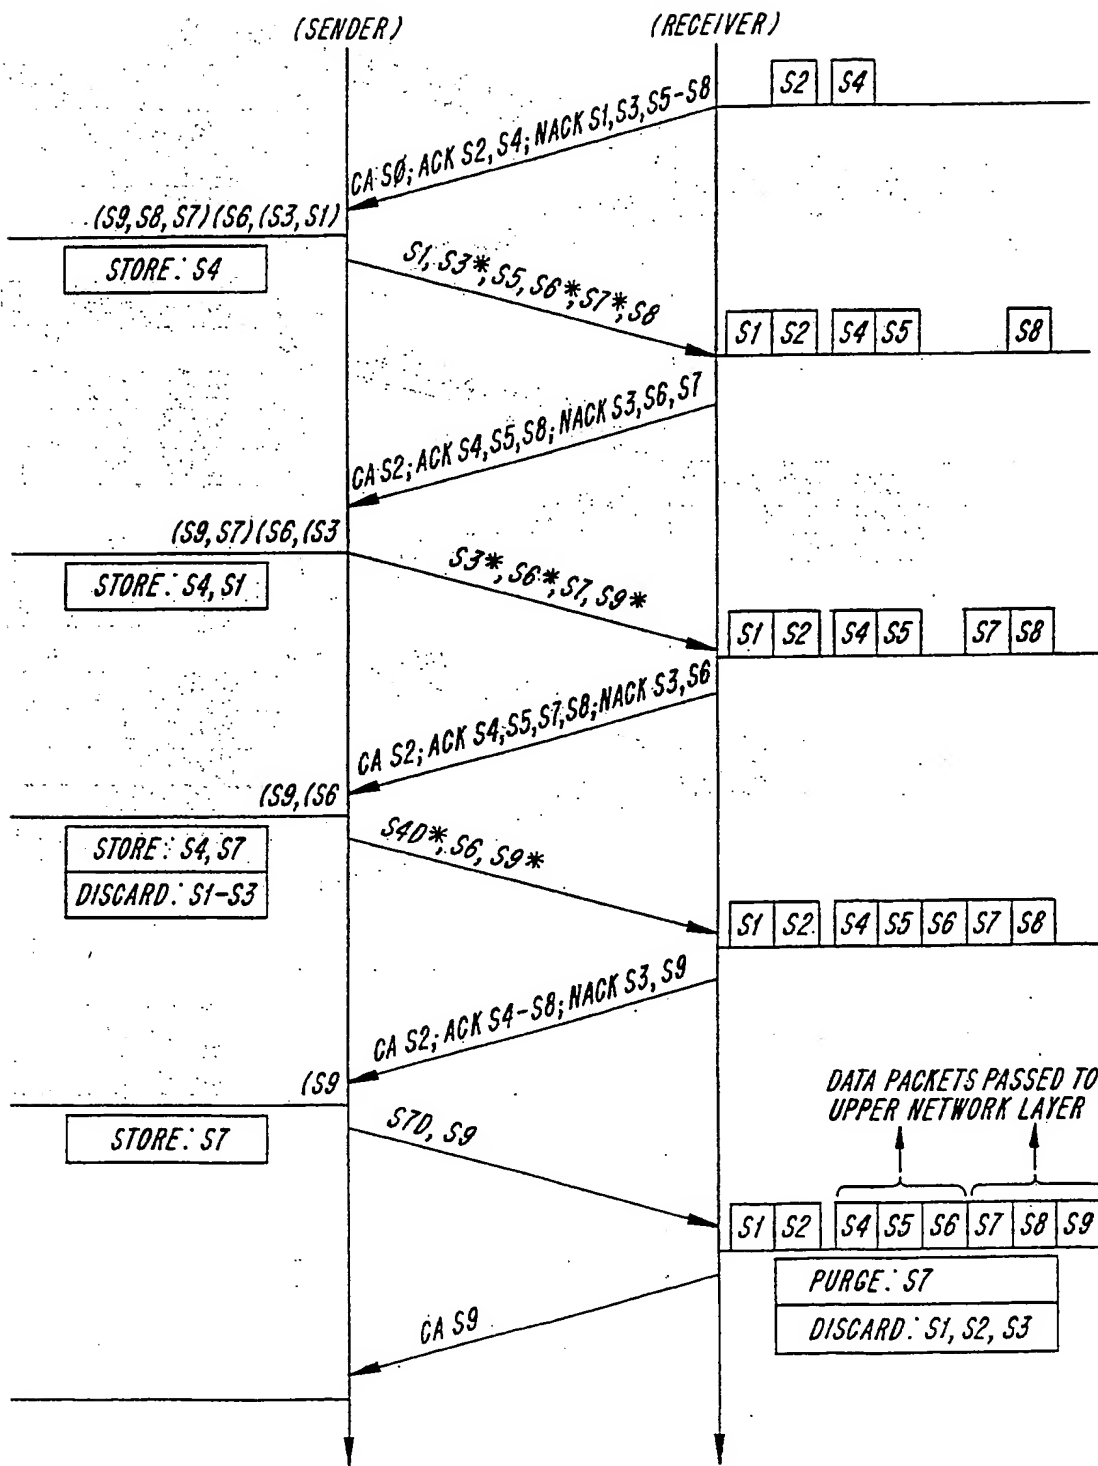 (SENDER)
(RECEIVER)
S2 S4
CA SØ; ACK S2, S4; NACK S1, S3, S5-S8
(S9, S8, S7)(S6, (S3, S1)
STORE: S4
S1, S3*, S5, S6*, S7*, S8
S1 S2 S4 S5 S8
CA S2; ACK S4, S5, S8; NACK S3, S6, S7
(S9, S7)(S6, (S3
STORE: S4, S1
S3*, S6*, S7, S9*
S1 S2 S4 S5 S7 S8
CA S2; ACK S4, S5, S7, S8; NACK S3, S6
(S9, (S6
STORE: S4, S7
DISCARD: S1-S3
S4D*, S6, S9*
S1 S2 S4 S5 S6 S7 S8
CA S2; ACK S4-S8; NACK S3, S9
(S9
STORE: S7
S7D, S9
DATA PACKETS PASSED TO
UPPER NETWORK LAYER
S1 S2 S4 S5 S6 S7 S8 S9
PURGE: S7
DISCARD: S1, S2, S3
CA S9